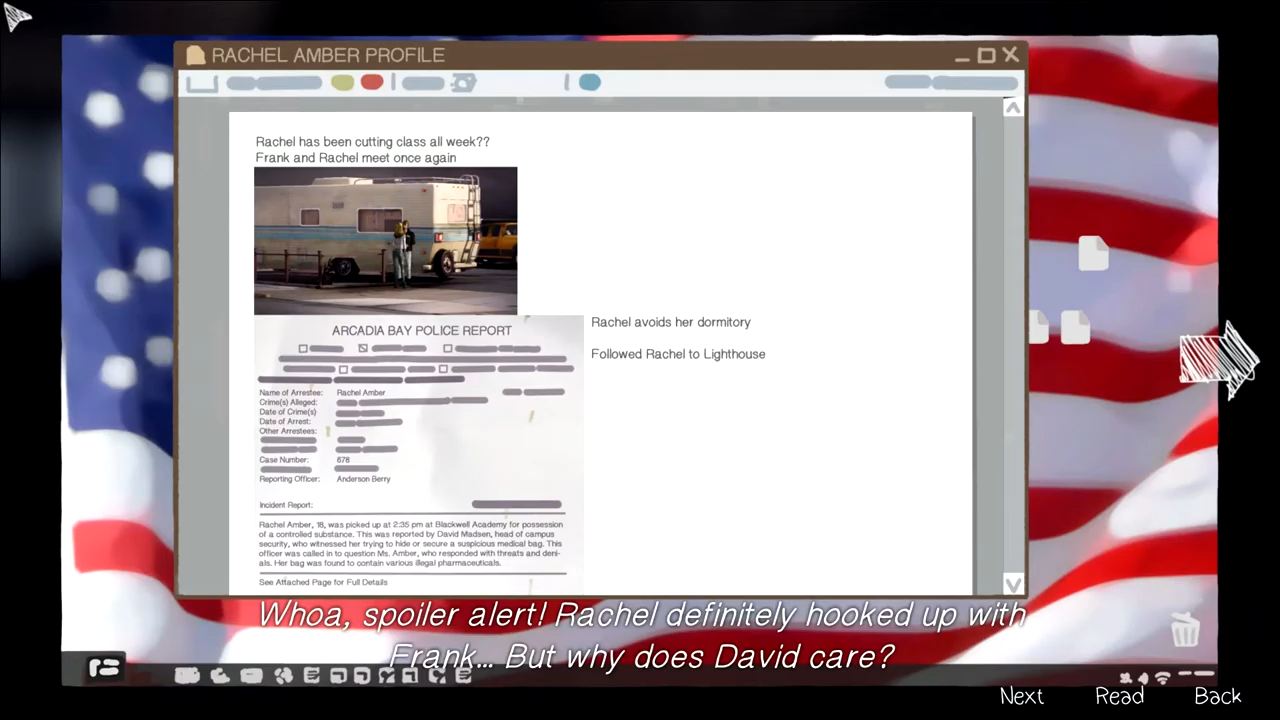 RACHEL AMBER PROFILE
Rachel has been cutting class all week??
Frank and Rachel meet once again
ARCADIA BAY POLICE REPORT
Rachel avoids her dormitory
Followed Rachel to Lighthouse
Name of Arrestee: Rachel Amber
Crime(s) Alleged:
Date of Crime(s)
Date of Arrest:
Other Arrestees:
Case Number: 678
Reporting Officer: Anderson Berry
Incident Report:
Rachel Amber, 18, was picked up at 2:35 pm at Blackwell Academy for possession
of a controlled substance. This was reported by David Madsen, head of campus
security, who witnessed her trying to hide or secure a suspicious medical bag. This
officer was called in to question Ms. Amber, who responded with threats and deni-
als. Her bag was found to contain various illegal pharmaceuticals.
See Attached Page for Full Details
Whoa, spoiler alert! Rachel definitely hooked up with
Frank... But why does David care?
Next Read Back